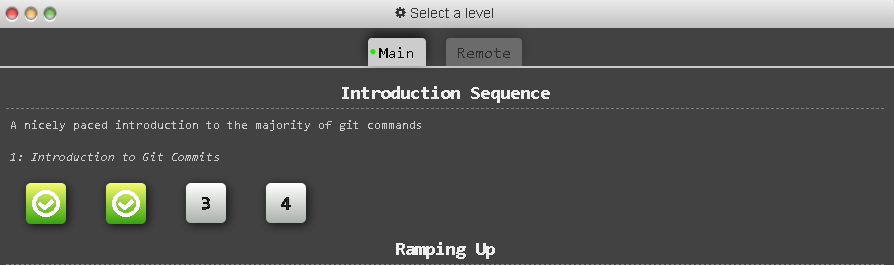 Select a level
Main Remote
Introduction Sequence
A nicely paced introduction to the majority of git commands
1: Introduction to Git Commits
3 4
Ramping Up